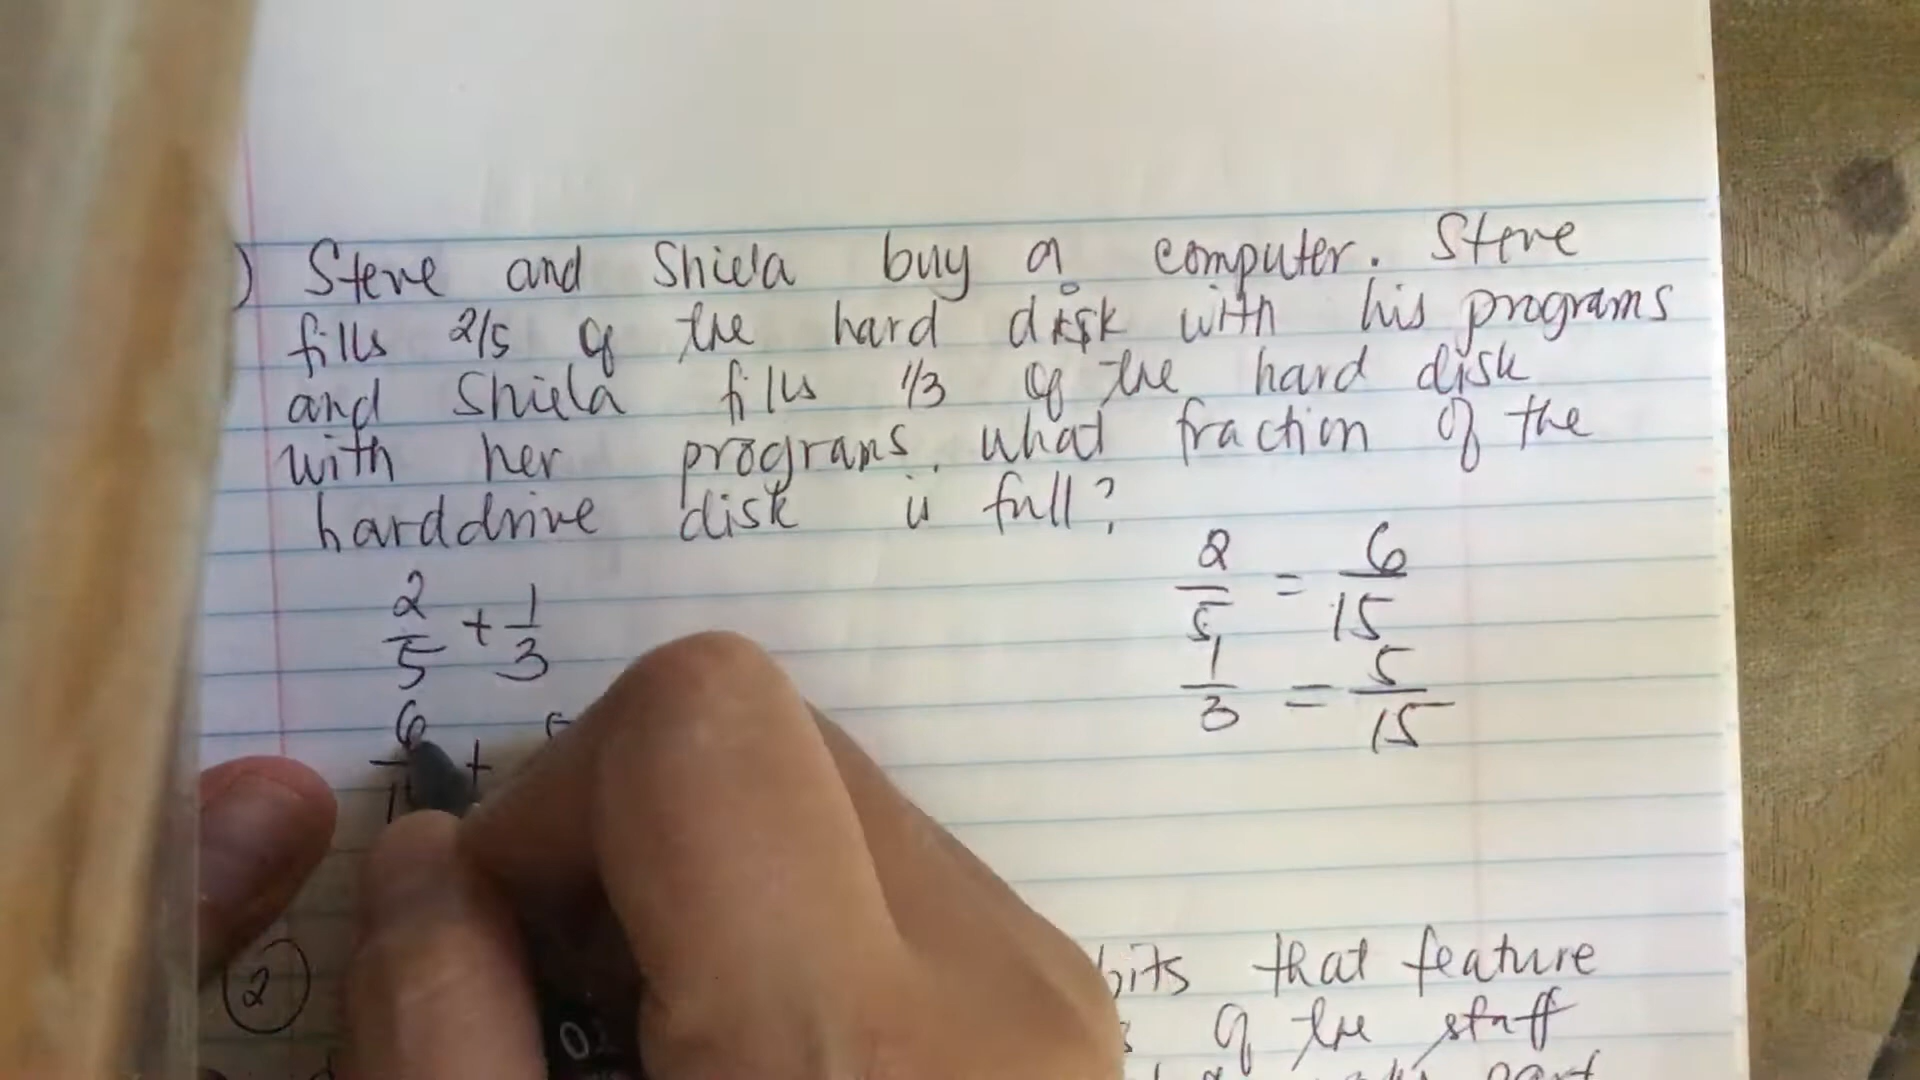 ) Steve and Shiela buy a computer. Steve
fills 2/5 of the hard disk with his programs
and Shiela fills 1/3 of the hard disk
with her programs. what fraction of the
harddrive disk is full?
2/5 + 1/3
2/5 = 6/15
1/3 = 5/15
6 +
2
that feature
of the staff
part
02